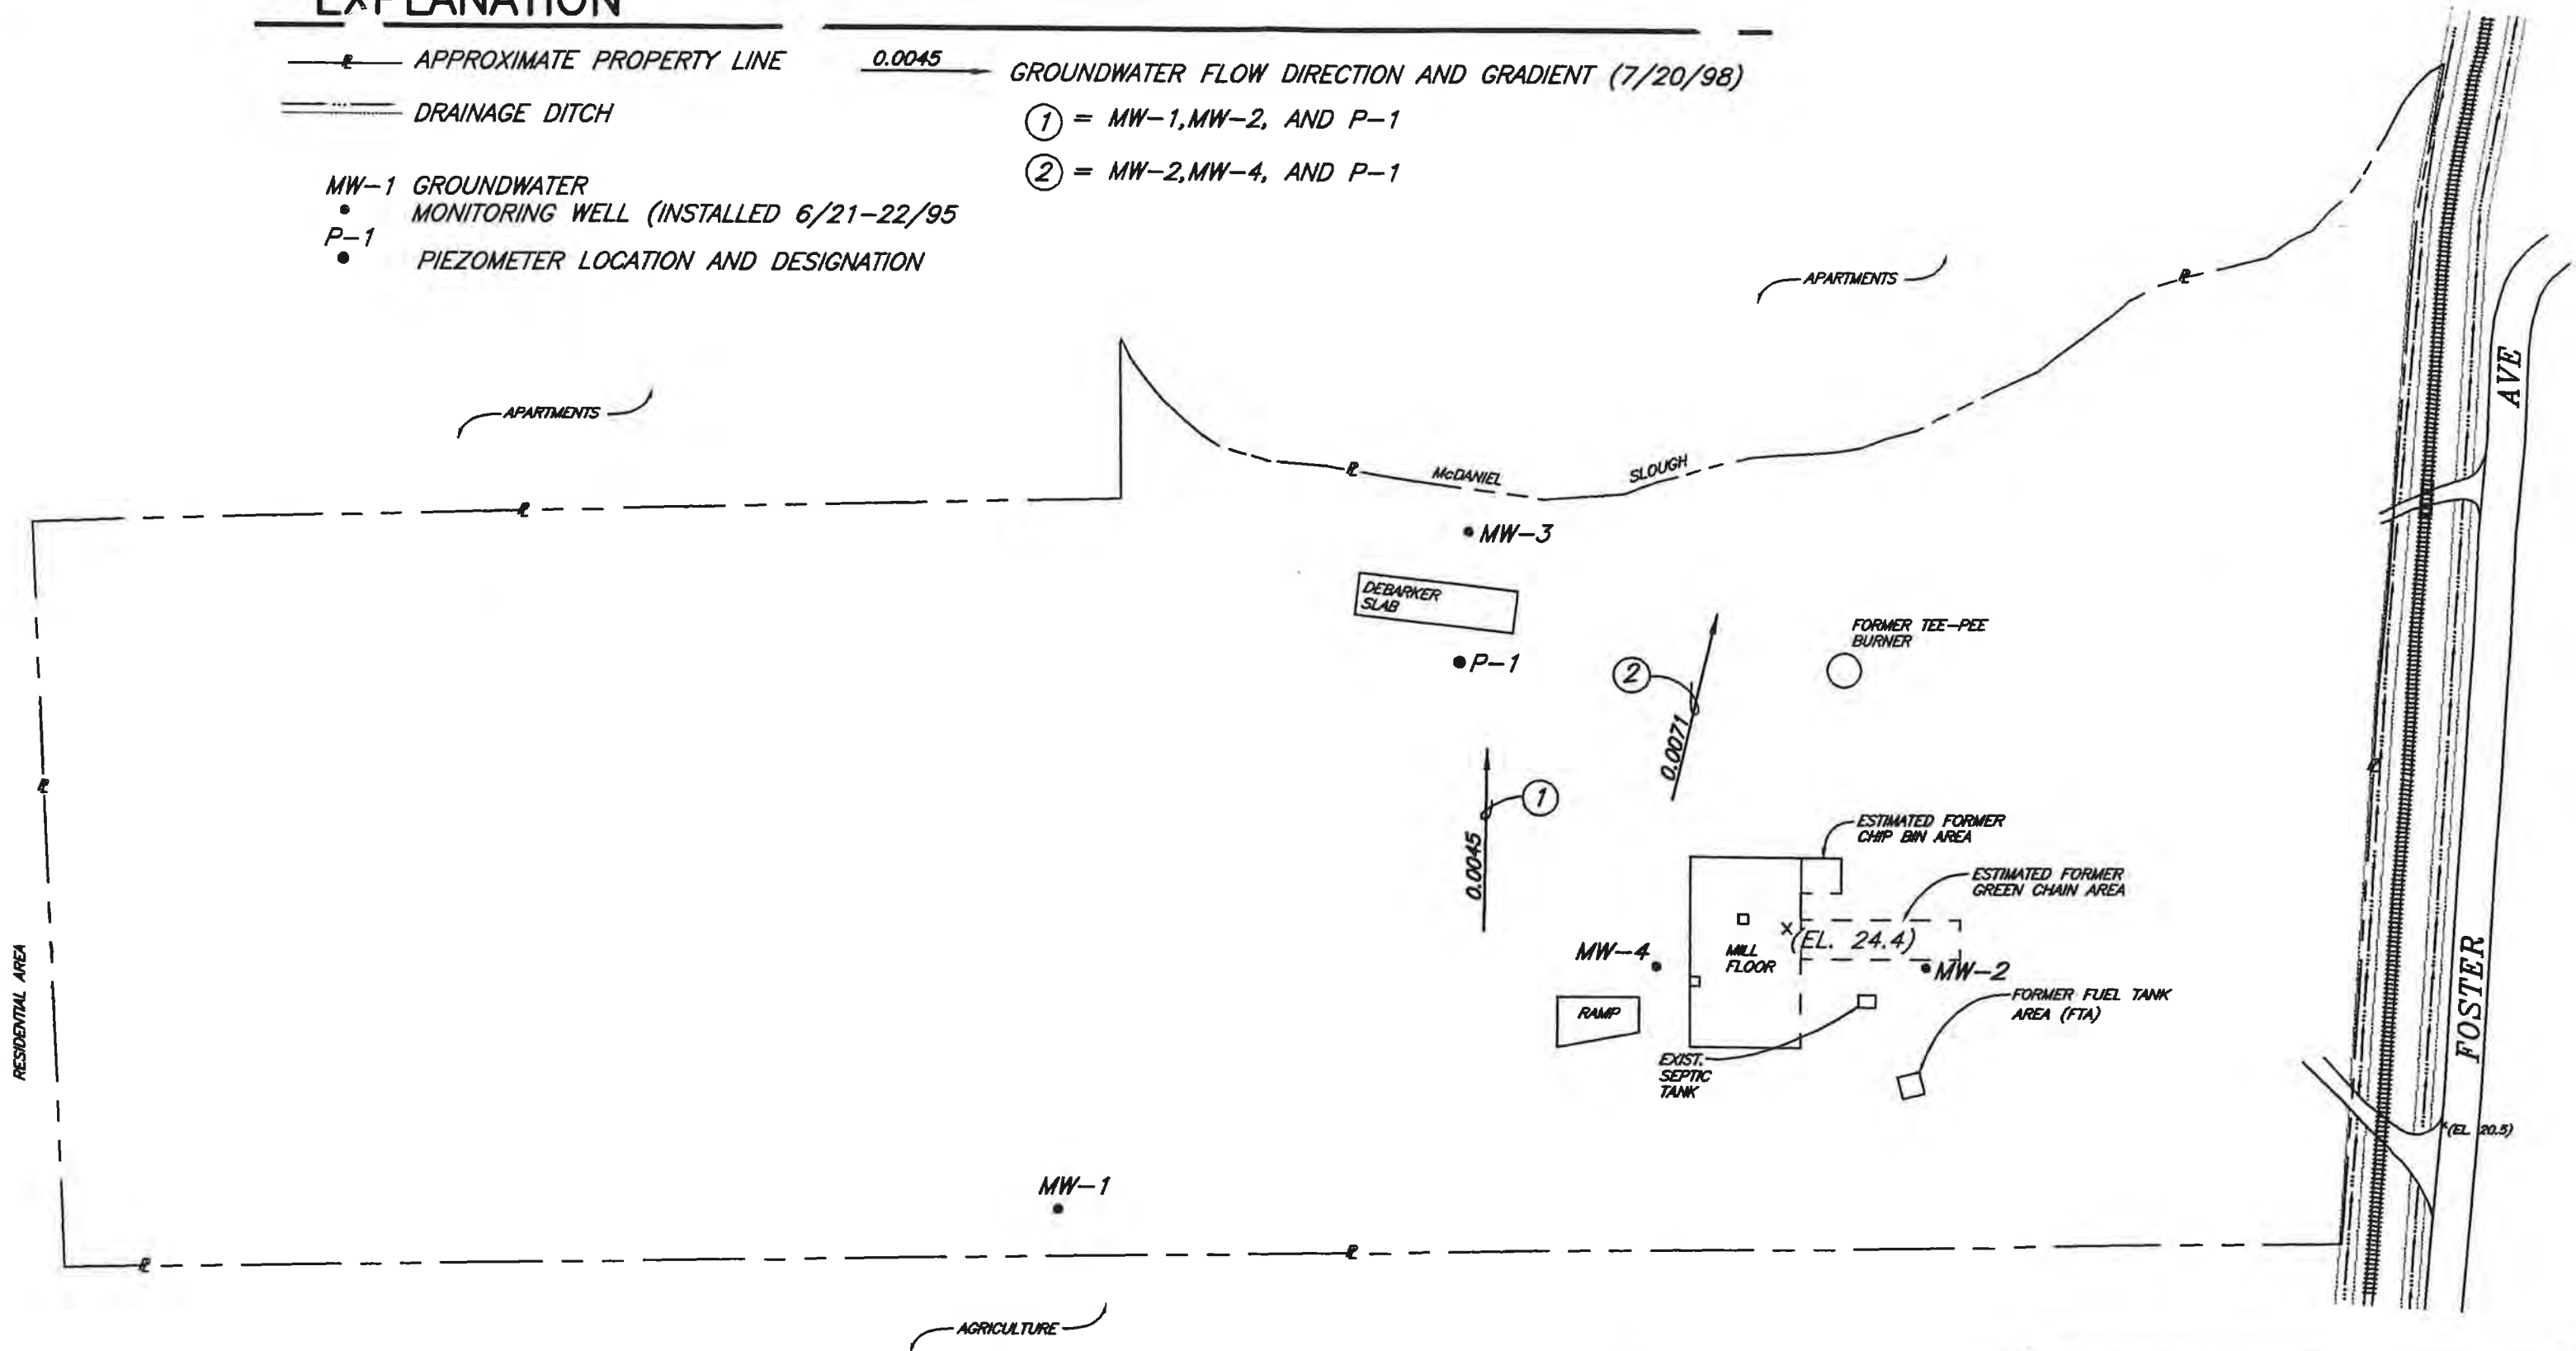 EXPLANATION
APPROXIMATE PROPERTY LINE
DRAINAGE DITCH
MW-1 GROUNDWATER
MONITORING WELL (INSTALLED 6/21-22/95
P-1
PIEZOMETER LOCATION AND DESIGNATION
0.0045
GROUNDWATER FLOW DIRECTION AND GRADIENT (7/20/98)
1 = MW-1,MW-2, AND P-1
2 = MW-2,MW-4, AND P-1
APARTMENTS
APARTMENTS
McDANIEL SLOUGH
AVE
MW-3
DEBARKER
SLAB
P-1
FORMER TEE-PEE
BURNER
2
0.0071
1
0.0045
ESTIMATED FORMER
CHIP BIN AREA
ESTIMATED FORMER
GREEN CHAIN AREA
x
(EL. 24.4)
MILL
FLOOR
MW-4
MW-2
RAMP
FORMER FUEL TANK
AREA (FTA)
EXIST.
SEPTIC
TANK
FOSTER
x(EL. 20.5)
RESIDENTIAL AREA
MW-1
AGRICULTURE